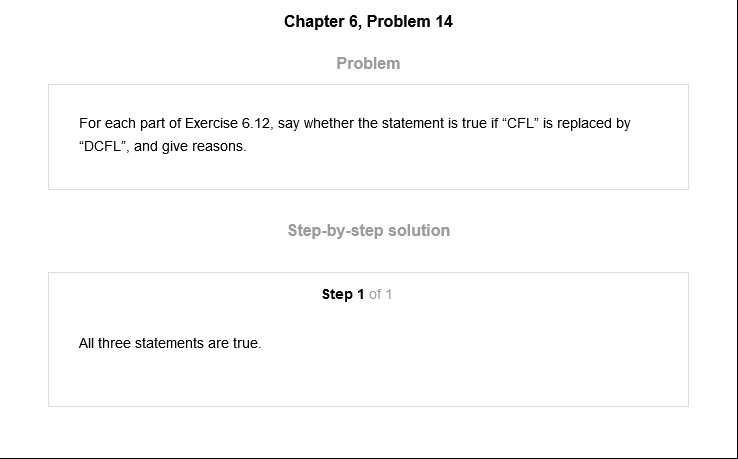 Chapter 6, Problem 14
Problem
For each part of Exercise 6.12, say whether the statement is true if “CFL” is replaced by
“DCFL”, and give reasons.
Step-by-step solution
Step 1 of 1
All three statements are true.